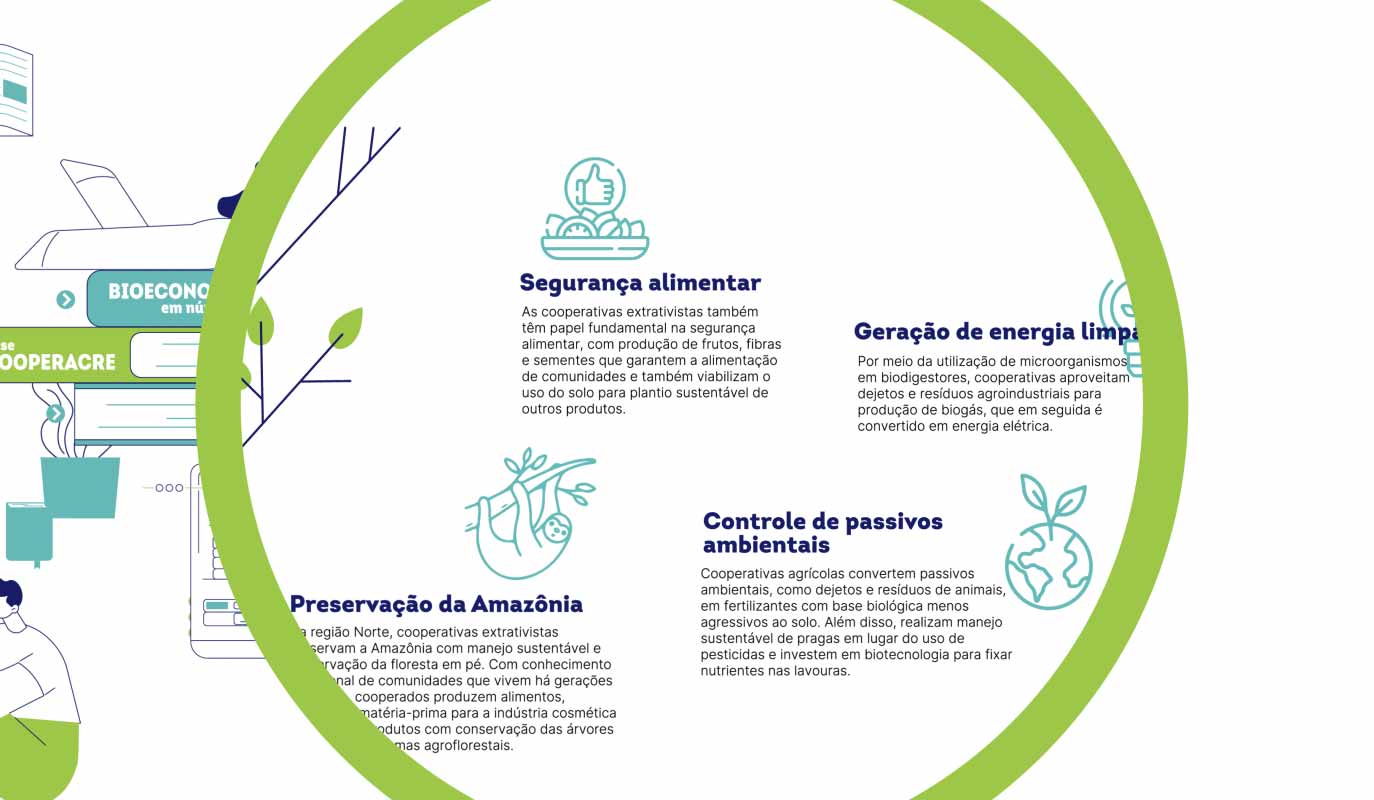 BIOECONO
em nú
se
OOPERACRE
Segurança alimentar
As cooperativas extrativistas também
têm papel fundamental na segurança
alimentar, com produção de frutos, fibras
e sementes que garantem a alimentação
de comunidades e também viabilizam o
uso do solo para plantio sustentável de
outros produtos.
Geração de energia limpa
Por meio da utilização de microorganismos
em biodigestores, cooperativas aproveitam
dejetos e resíduos agroindustriais para
produção de biogás, que em seguida é
convertido em energia elétrica.
Preservação da Amazônia
a região Norte, cooperativas extrativistas
servam a Amazônia com manejo sustentável e
rvação da floresta em pé. Com conhecimento
nal de comunidades que vivem há gerações
cooperados produzem alimentos,
matéria-prima para a indústria cosmética
odutos com conservação das árvores
mas agroflorestais.
Controle de passivos
ambientais
Cooperativas agrícolas convertem passivos
ambientais, como dejetos e resíduos de animais,
em fertilizantes com base biológica menos
agressivos ao solo. Além disso, realizam manejo
sustentável de pragas em lugar do uso de
pesticidas e investem em biotecnologia para fixar
nutrientes nas lavouras.